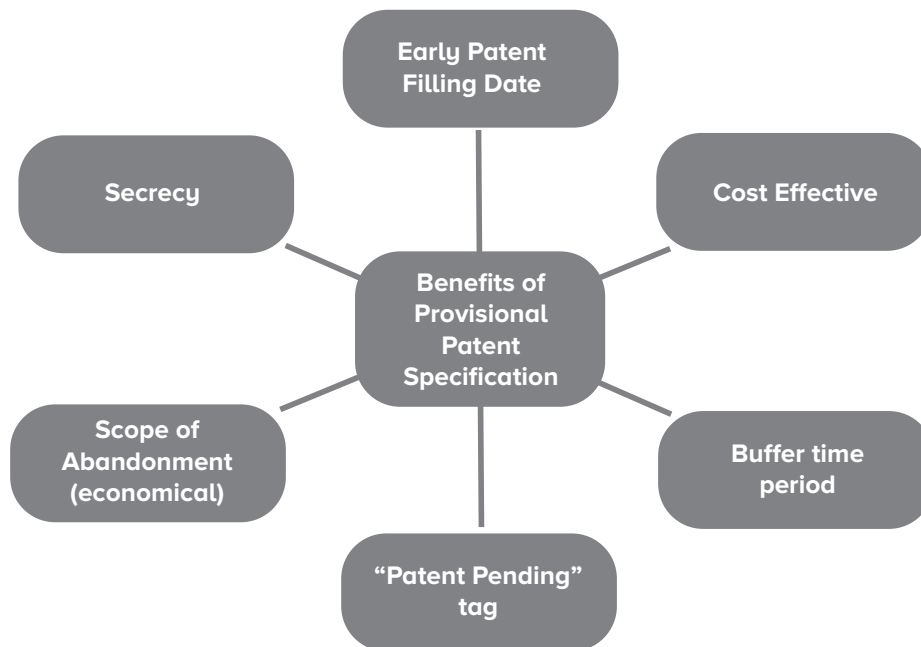 Early Patent
Filling Date
Secrecy
Cost Effective
Benefits of
Provisional
Patent
Specification
Scope of
Abandonment
(economical)
Buffer time
period
“Patent Pending”
tag